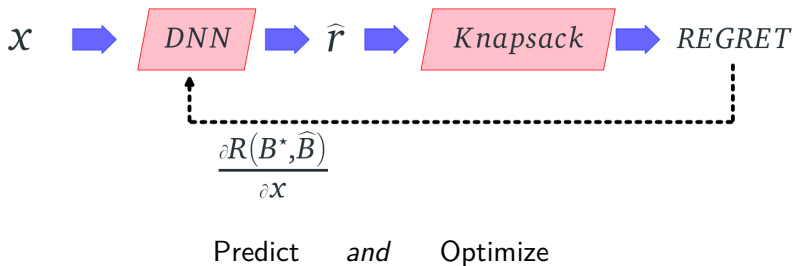 x DNN r̂ Knapsack REGRET
∂R(B⋆,B̂)
∂x
Predict and Optimize